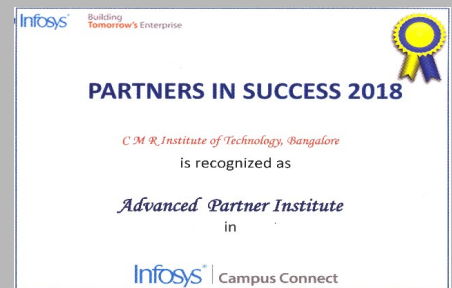 Infosys® Building
Tomorrow's Enterprise
PARTNERS IN SUCCESS 2018
C M R Institute of Technology, Bangalore
is recognized as
Advanced Partner Institute
in
Infosys® | Campus Connect